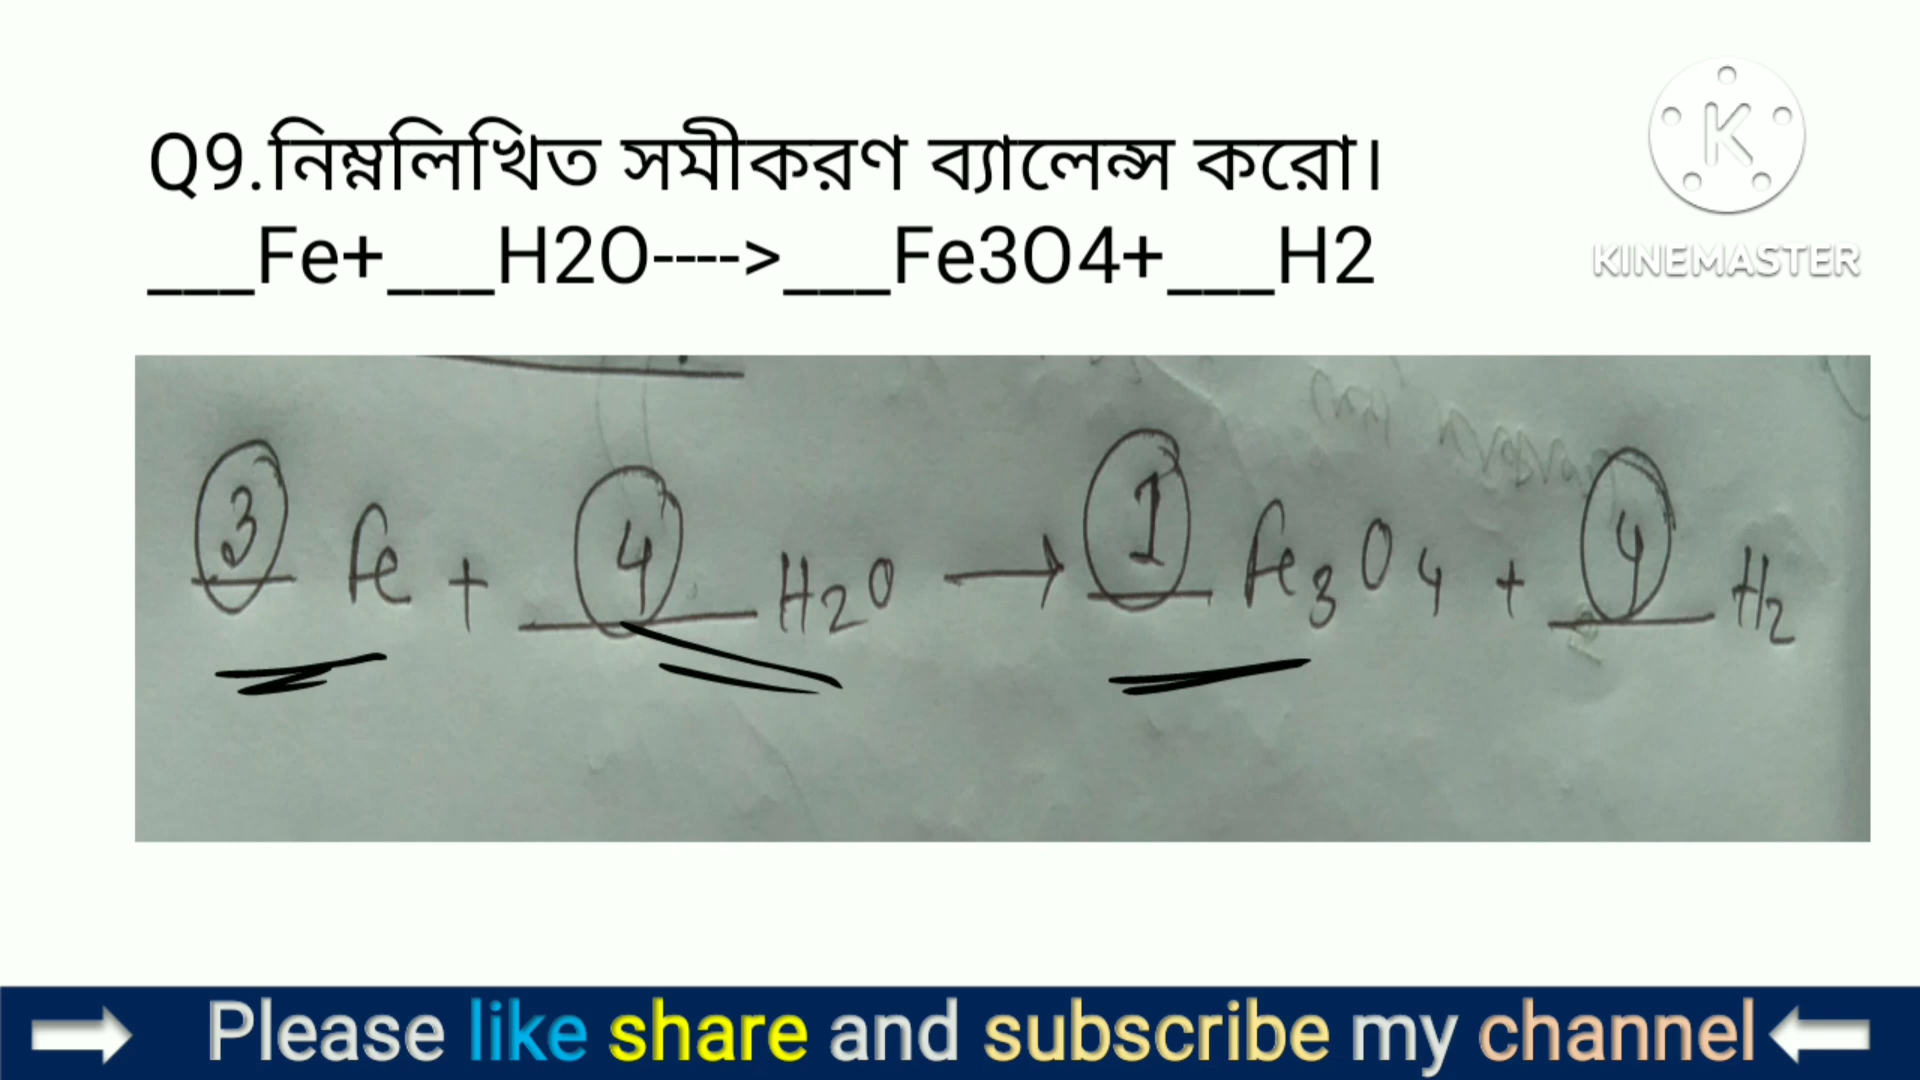 Q9.নিম্নলিখিত সমীকরণ ব্যালেন্স করো।
___Fe+___H2O---->___Fe3O4+___H2
K
KINEMASTER
3 Fe + 4 H2O → 1 Fe3O4 + 4 H2
Please like share and subscribe my channel